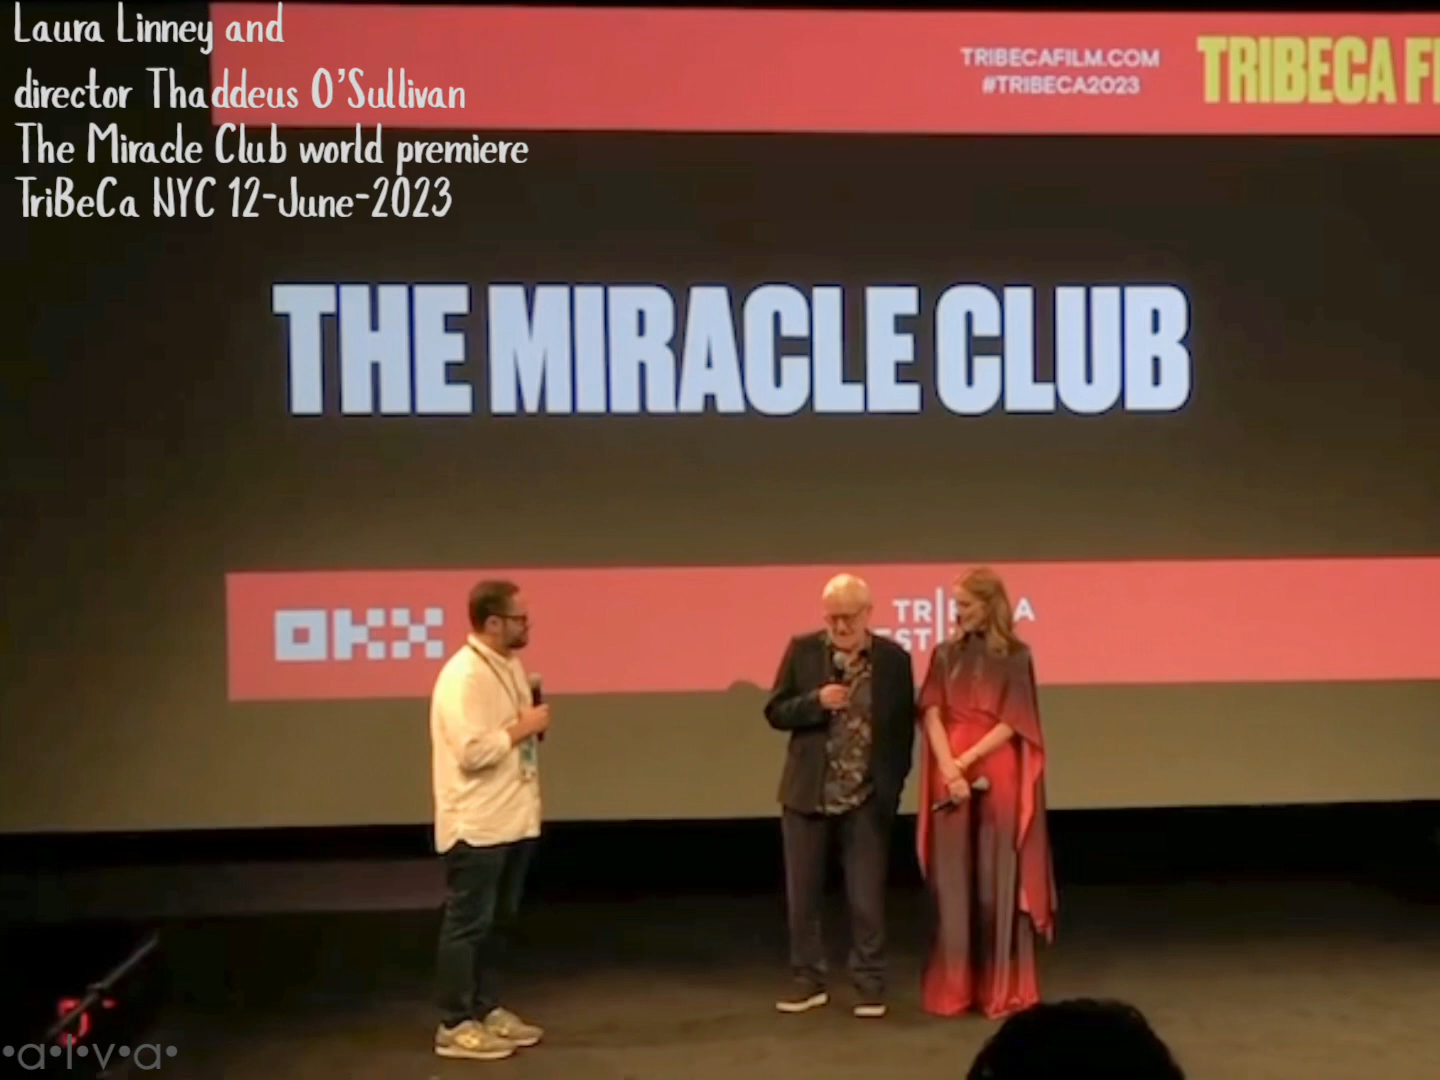 Laura Linney and
director Thaddeus O'Sullivan
The Miracle Club world premiere
TriBeCa NYC 12-June-2023
TRIBECAFILM.COM
#TRIBECA2023
TRIBECA
THE MIRACLE CLUB
OKX
•a•l•v•a•